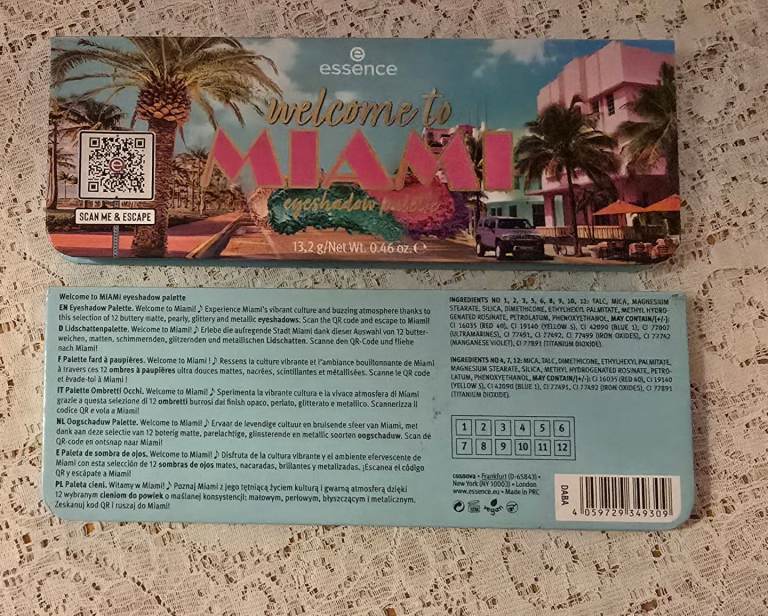 essence
welcome to
MIAMI
eyeshadow palette
SCAN ME & ESCAPE
13,2 g/Net Wt. 0.46 oz. ℮
Welcome to MIAMI eyeshadow palette
EN Eyeshadow Palette. Welcome to Miami! ♪ Experience Miami's vibrant culture and buzzing atmosphere thanks to
this selection of 12 buttery matte, pearly, glittery and metallic eyeshadows. Scan the QR code and escape to Miami!
D Lidschattenpalette. Welcome to Miami! ♪ Erlebe die aufregende Stadt Miami dank dieser Auswahl von 12 butter-
weichen, matten, schimmernden, glitzernden und metallischen Lidschatten. Scanne den QR-Code und fliehe
nach Miami!
F Palette fard à paupières. Welcome to Miami! ♪ Ressens la culture vibrante et l'ambiance bouillonnante de Miami
à travers ces 12 ombres à paupières ultra douces mattes, nacrées, scintillantes et métallisées. Scanne le QR code
et évade-toi à Miami!
IT Palette Ombretti Occhi. Welcome to Miami! ♪ Sperimenta la vibrante cultura e la vivace atmosfera di Miami
grazie a questa selezione di 12 ombretti burrosi dai finish opaco, perlato, glitterato e metallico. Scannerizza il
codice QR e vola a Miami!
NL Oogschaduw Palette. Welcome to Miami! ♪ Ervaar de levendige cultuur en bruisende sfeer van Miami, met
dank aan deze selectie van 12 boterig matte, parelachtige, glinsterende en metallic soorten oogschaduw. Scan de
QR-code en ontsnap naar Miami!
E Paleta de sombra de ojos. Welcome to Miami! ♪ Disfruta de la cultura vibrante y el ambiente efervescente de
Miami con esta selección de 12 sombras de ojos mates, nacaradas, brillantes y metalizadas. ¡Escanea el código
QR y escápate a Miami!
PL Paleta cieni. Witamy w Miami! ♪ Poznaj Miami z jego tętniącą życiem kulturą i gwarną atmosferą dzięki
12 wybranym cieniom do powiek o maślanej konsystencji: matowym, perłowym, błyszczącym i metalicznym.
Zeskanuj kod QR i ruszaj do Miami!
INGREDIENTS NO 1, 2, 3, 5, 6, 8, 9, 10, 11: TALC, MICA, MAGNESIUM
STEARATE, SILICA, DIMETHICONE, ETHYLHEXYL PALMITATE, METHYL HYDRO-
GENATED ROSINATE, PETROLATUM, PHENOXYETHANOL, MAY CONTAIN[+/-]:
CI 16035 (RED 40), CI 19140 (YELLOW 5), CI 42090 (BLUE 1), CI 77007
(ULTRAMARINES), CI 77491, CI 77492, CI 77499 (IRON OXIDES), CI 77742
(MANGANESE VIOLET), CI 77891 (TITANIUM DIOXIDE).
INGREDIENTS NO 4, 7, 12: MICA, TALC, DIMETHICONE, ETHYLHEXYL PALMITATE,
MAGNESIUM STEARATE, SILICA, METHYL HYDROGENATED ROSINATE, PETRO-
LATUM, PHENOXYETHANOL, MAY CONTAIN[+/-]: CI 16035 (RED 40), CI 19140
(YELLOW 5), CI 42090 (BLUE 1), CI 77491, CI 77492 (IRON OXIDES), CI 77891
(TITANIUM DIOXIDE).
1 2 3 4 5 6
7 8 9 10 11 12
cosnova • Frankfurt (D-65843) •
New York (NY 10003) • London
www.essence.eu • Made in PRC
vegan
DABA
4 059729 349309